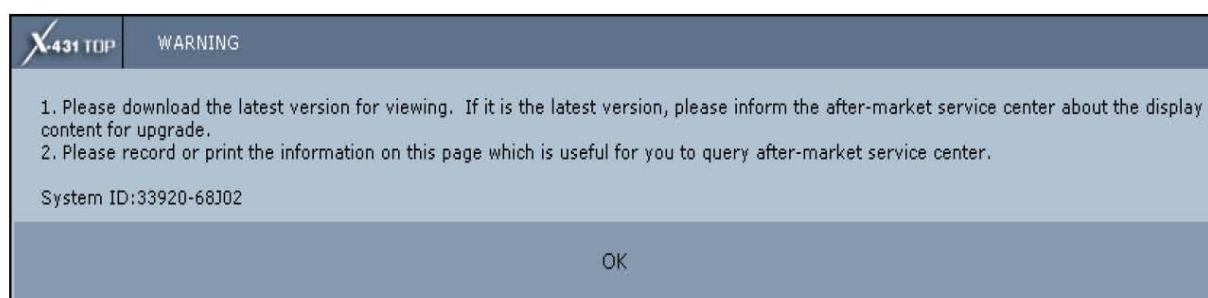 X-431 TOP
WARNING
1. Please download the latest version for viewing.  If it is the latest version, please inform the after-market service center about the display
content for upgrade.
2. Please record or print the information on this page which is useful for you to query after-market service center.
System ID:33920-68J02
OK